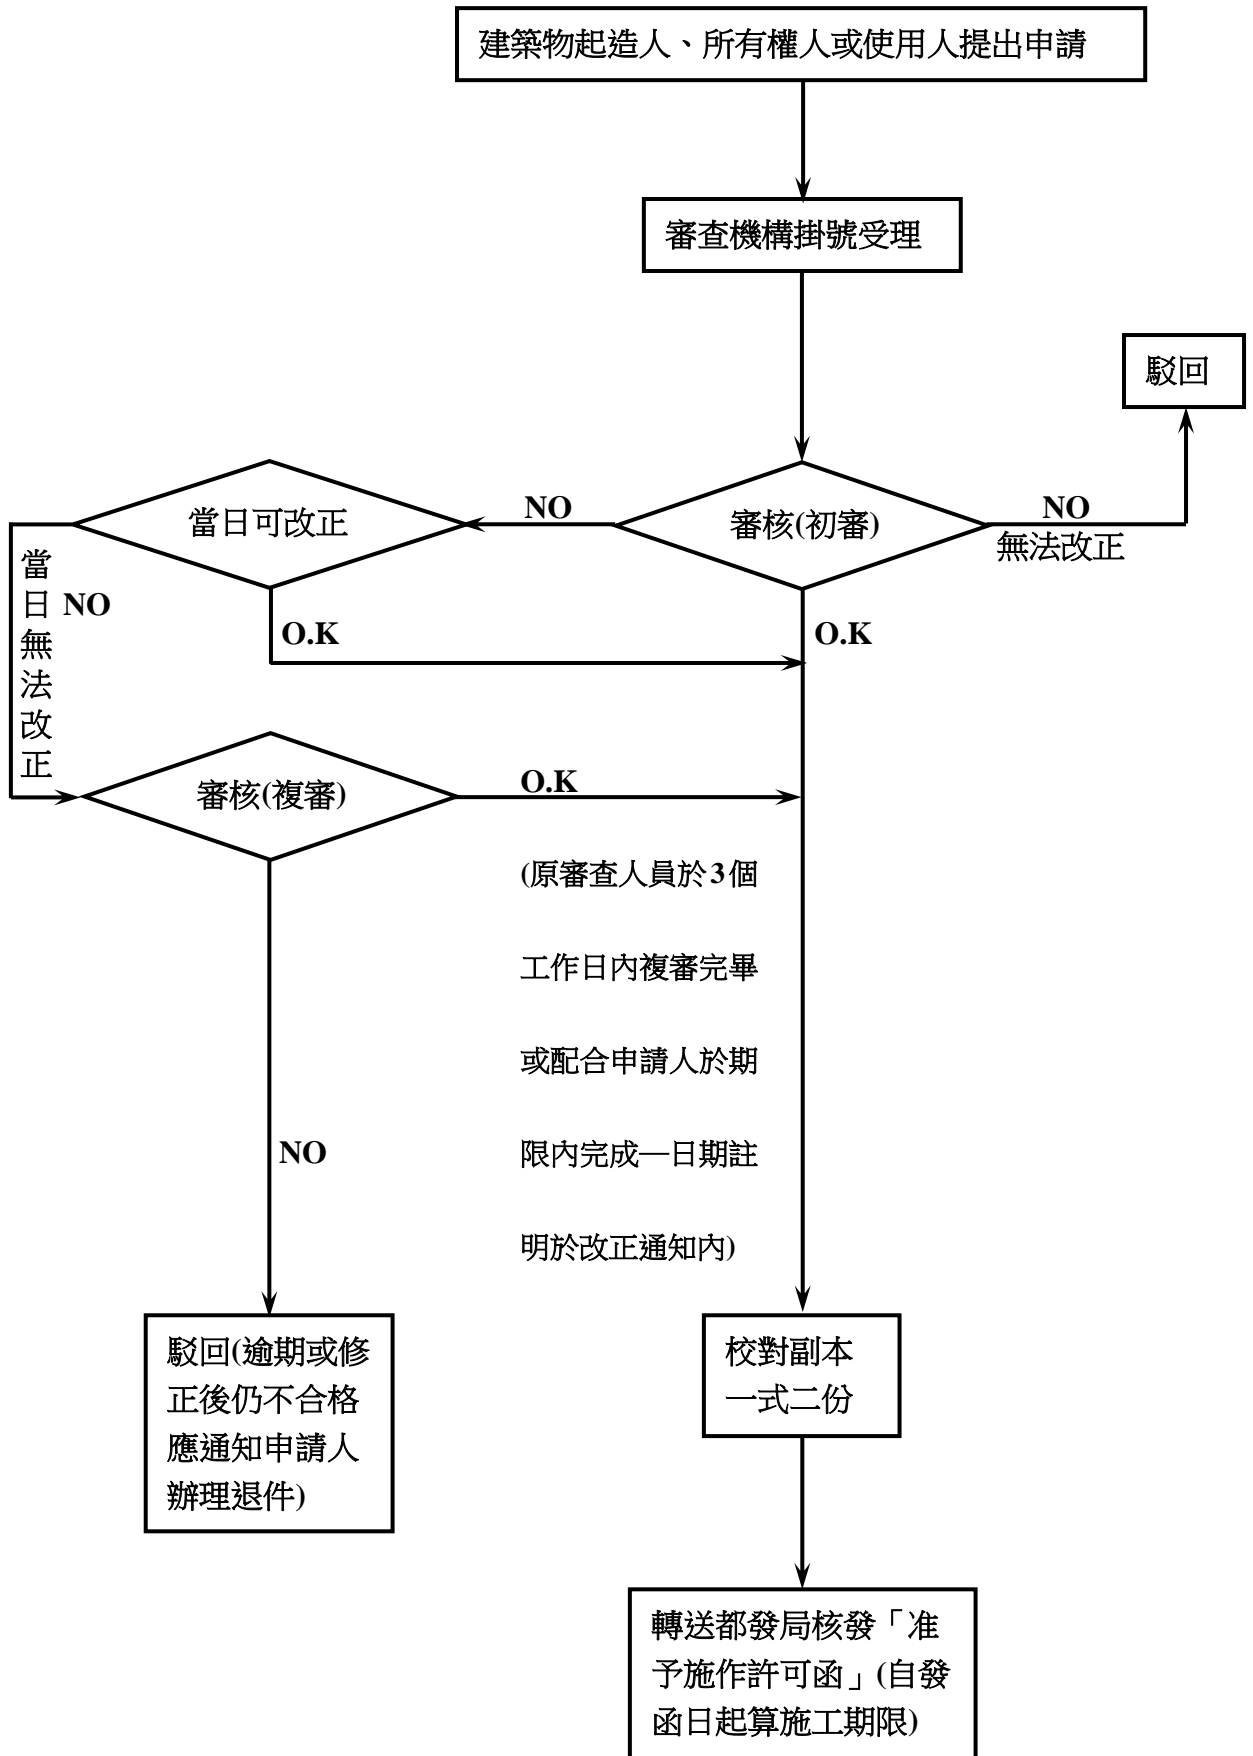 建築物起造人、所有權人或使用人提出申請
審查機構掛號受理
駁回
當日可改正
NO
審核(初審)
NO
無法改正
當日無法改正
NO
O.K
O.K
審核(複審)
O.K
(原審查人員於3個
工作日內複審完畢
或配合申請人於期
限內完成—日期註
明於改正通知內)
NO
駁回(逾期或修
正後仍不合格
應通知申請人
辦理退件)
校對副本
一式二份
轉送都發局核發「准
予施作許可函」(自發
函日起算施工期限)